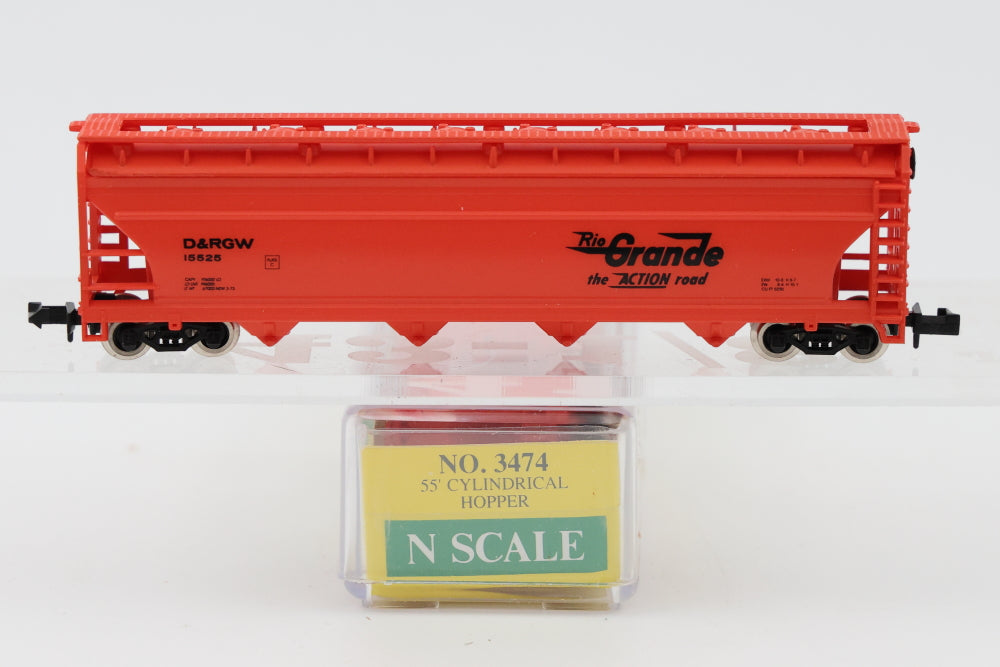 D&RGW
15525
Rio
Grande
the ACTION road
NO. 3474
55' CYLINDRICAL
HOPPER
N SCALE